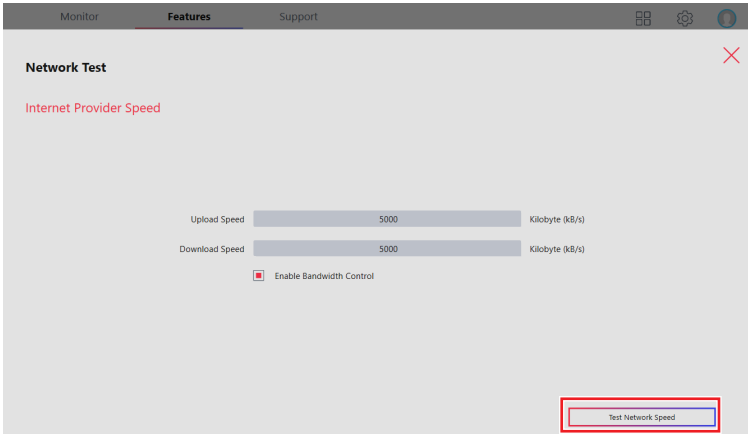 Monitor Features Support
Network Test
Internet Provider Speed
Upload Speed 5000 Kilobyte (kB/s)
Download Speed 5000 Kilobyte (kB/s)
Enable Bandwidth Control
Test Network Speed